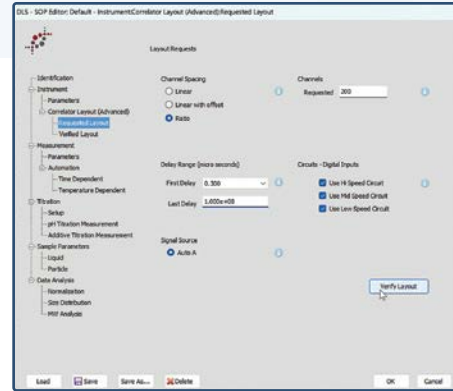 DLS - SOP Editor: Default - Instrument:Correlator Layout (Advanced):Requested Layout
Layout Requests
Identification
Instrument
Parameters
Correlator Layout (Advanced)
Requested Layout
Verified Layout
Measurement
Parameters
Automation
Time Dependent
Temperature Dependent
Titration
Setup
pH Titration Measurement
Additive Titration Measurement
Sample Parameters
Liquid
Particle
Data Analysis
Normalization
Size Distribution
MW Analysis
Channel Spacing
Linear
Linear with offset
Ratio
Channels
Requested 200
Delay Range (micro seconds)
First Delay 0.300
Last Delay 1.000e+08
Circuits - Digital Inputs
Use Hi Speed Circuit
Use Mid Speed Circuit
Use Low Speed Circuit
Signal Source
Auto A
Verify Layout
Load Save Save As... Delete OK Cancel